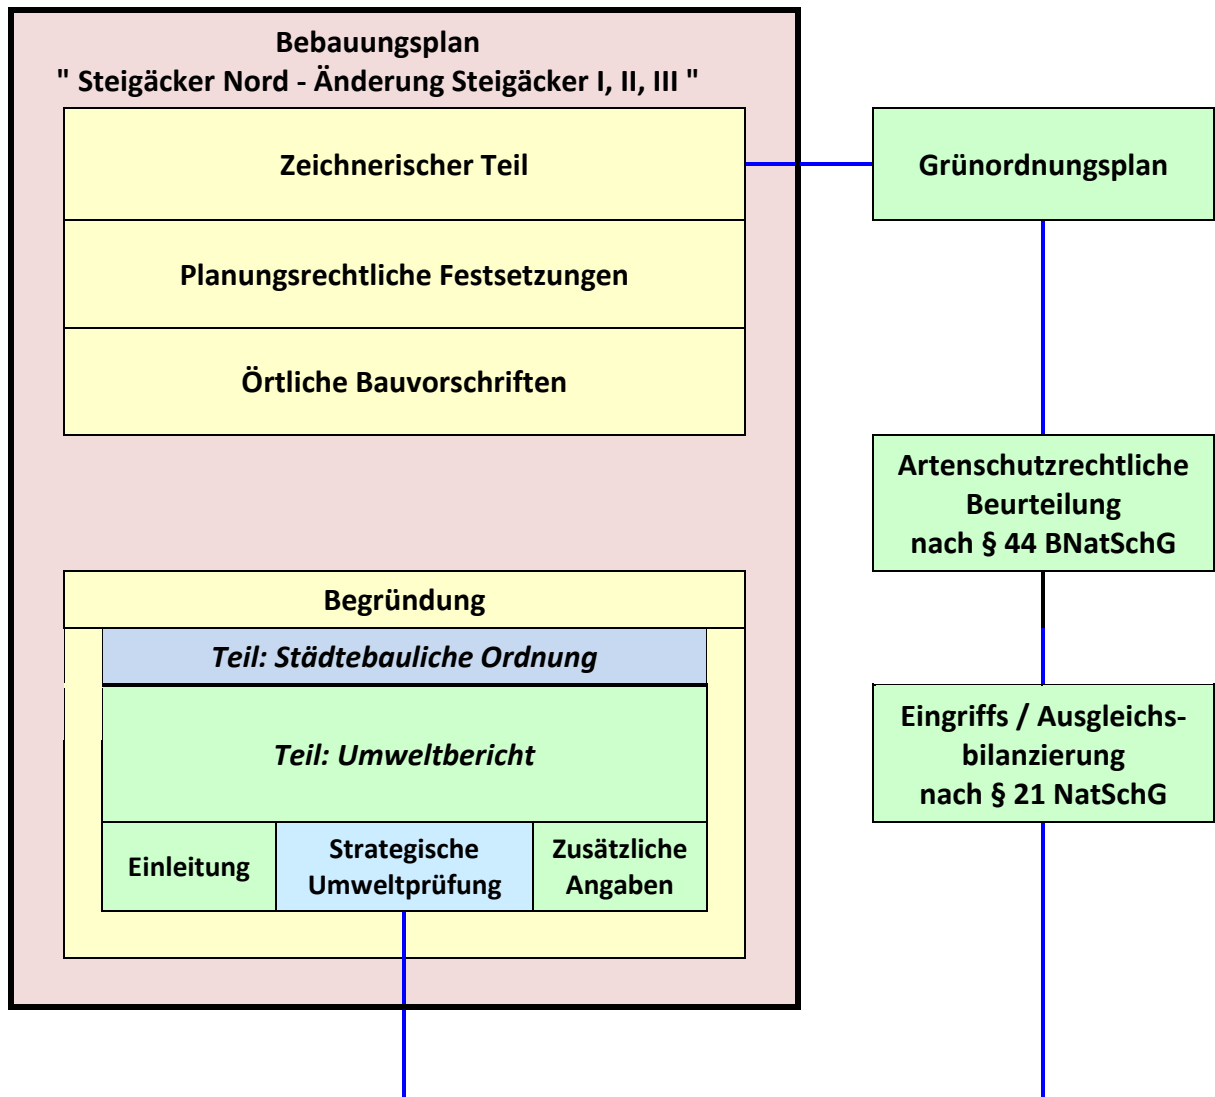 Bebauungsplan
" Steigäcker Nord - Änderung Steigäcker I, II, III "
Zeichnerischer Teil
Grünordnungsplan
Planungsrechtliche Festsetzungen
Örtliche Bauvorschriften
Artenschutzrechtliche
Beurteilung
nach § 44 BNatSchG
Begründung
Teil: Städtebauliche Ordnung
Teil: Umweltbericht
Eingriffs / Ausgleichs-
bilanzierung
nach § 21 NatSchG
Einleitung
Strategische
Umweltprüfung
Zusätzliche
Angaben